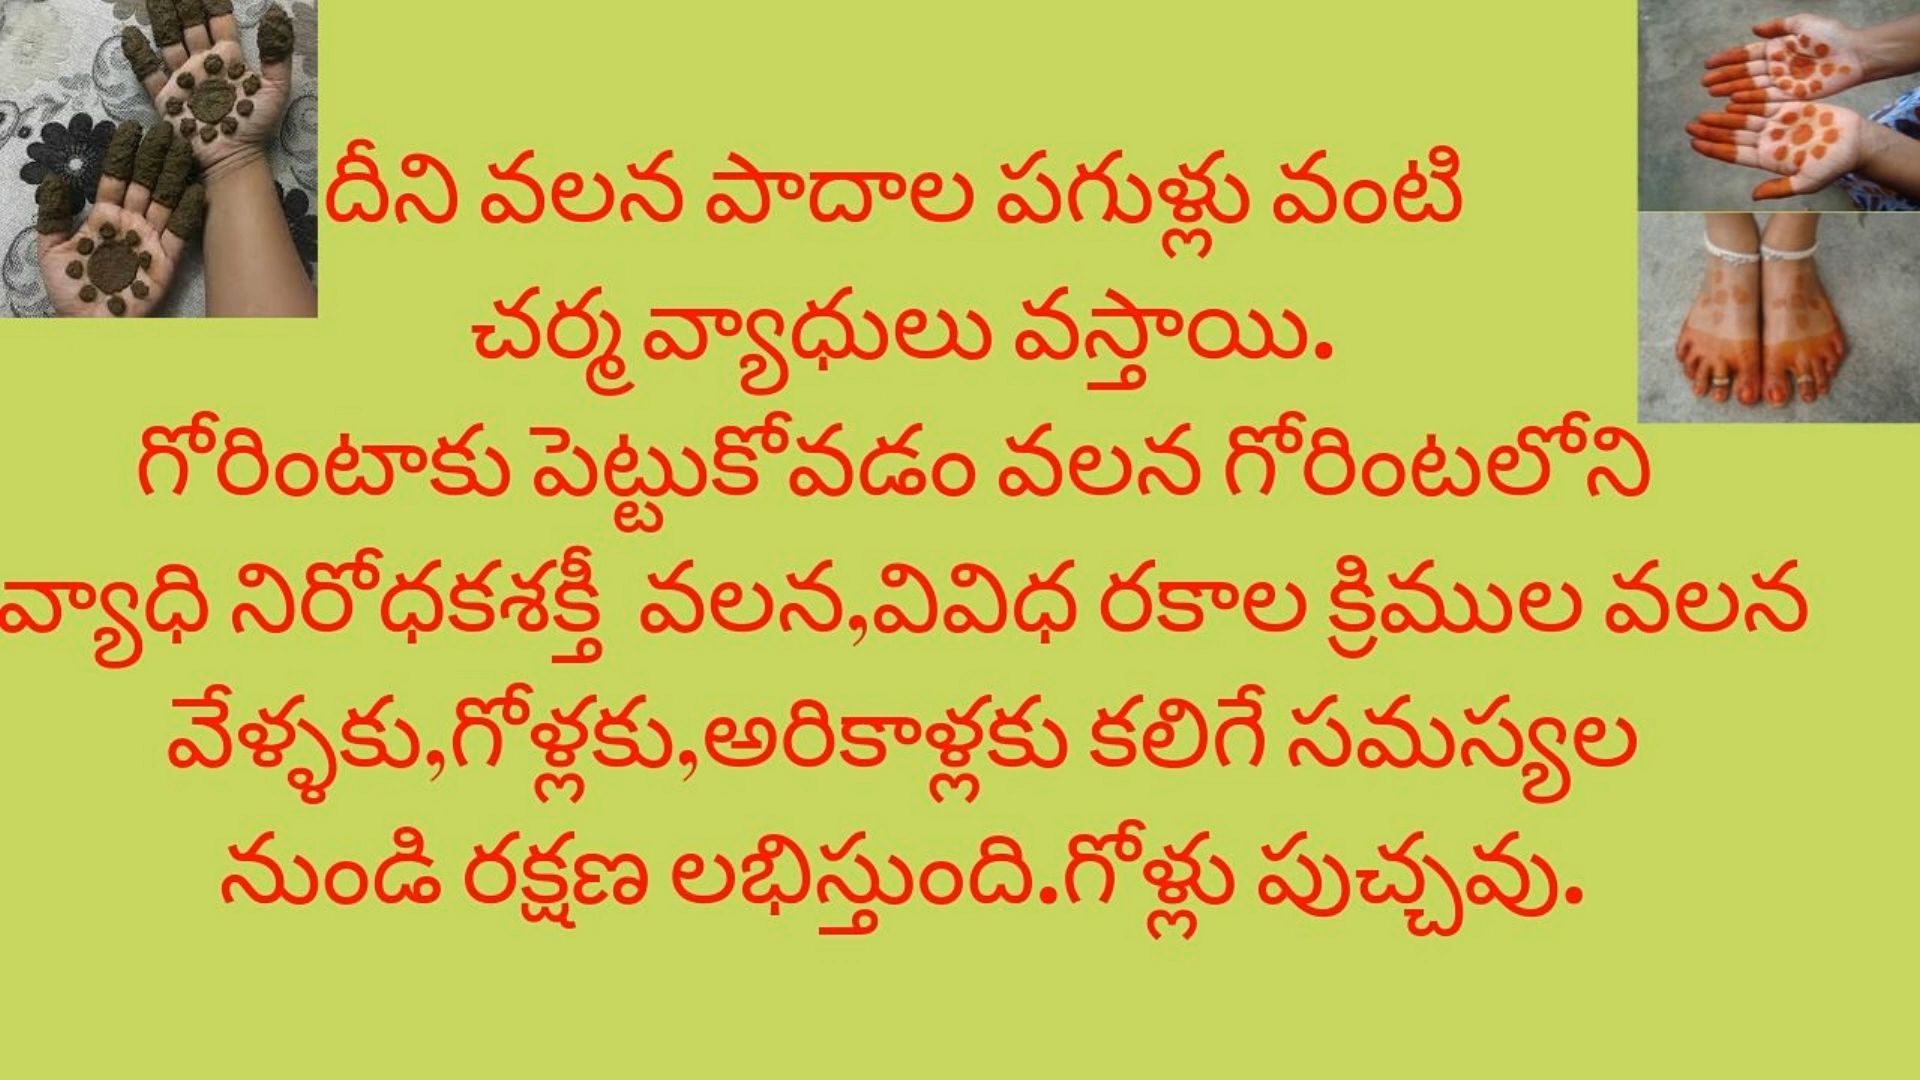 దీని వలన పాదాల పగుళ్లు వంటి
చర్మ వ్యాధులు వస్తాయి.
గోరింటాకు పెట్టుకోవడం వలన గోరింటలోని
వ్యాధి నిరోధకశక్తీ వలన,వివిధ రకాల క్రిముల వలన
వేళ్ళకు,గోళ్లకు,అరికాళ్లకు కలిగే సమస్యల
నుండి రక్షణ లభిస్తుంది.గోళ్లు పుచ్చవు.